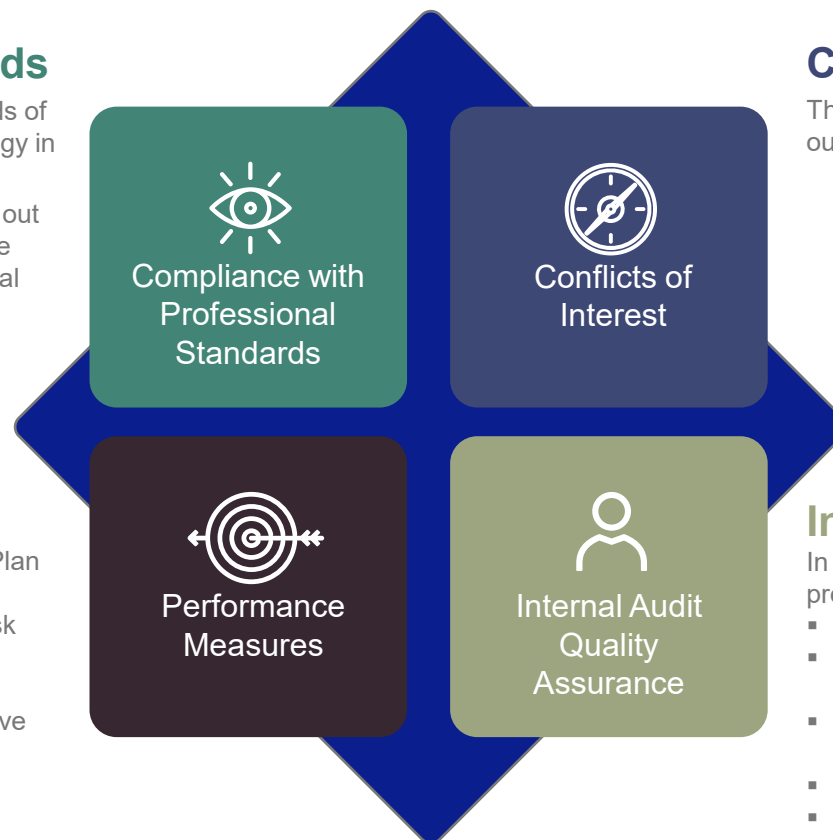 ds
ls of
gy in
out
e
al
Compliance with
Professional
Standards
C
Th
ou
Conflicts of
Interest
Plan
sk
ve
Performance
Measures
Internal Audit
Quality
Assurance
In
In
pr